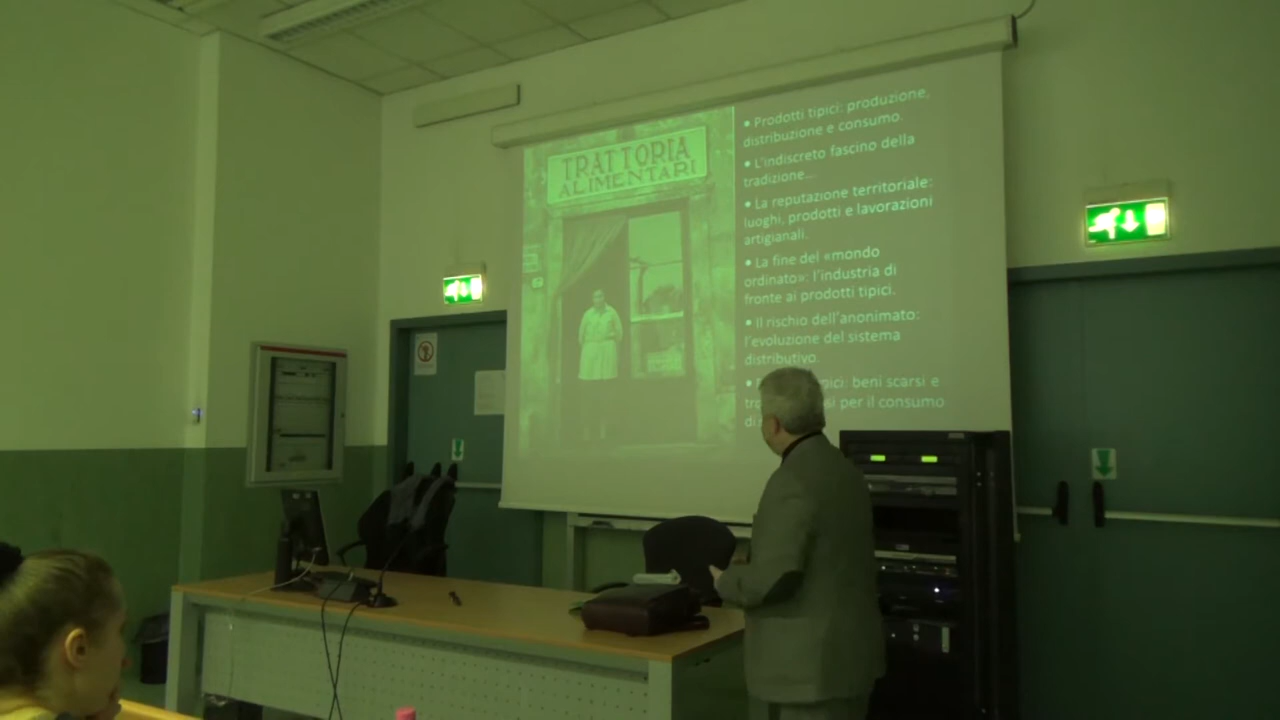 TRATTORIA
ALIMENTARI
• Prodotti tipici: produzione,
distribuzione e consumo.
• L'indiscreto fascino della
tradizione...
• La reputazione territoriale:
luoghi, prodotti e lavorazioni
artigianali.
• La fine del «mondo
ordinato»: l'industria di
fronte ai prodotti tipici.
• Il rischio dell'anonimato:
l'evoluzione del sistema
distributivo.
• beni scarsi e
per il consumo